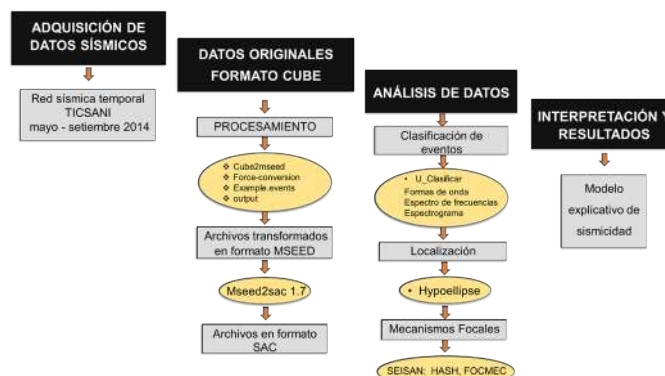 ADQUISICIÓN DE
DATOS SÍSMICOS
Red sísmica temporal
TICSANI
mayo - setiembre 2014
DATOS ORIGINALES
FORMATO CUBE
PROCESAMIENTO
❖ Cube2mseed
❖ Force-conversion
❖ Example.events
❖ output
Archivos transformados
en formato MSEED
Mseed2sac 1.7
Archivos en formato
SAC
ANÁLISIS DE DATOS
Clasificación de
eventos
• U_Clasificar
Formas de onda
Espectro de frecuencias
Espectrograma
Localización
• Hypoellipse
Mecanismos Focales
SEISAN: HASH, FOCMEC
INTERPRETACIÓN Y
RESULTADOS
Modelo
explicativo de
sismicidad